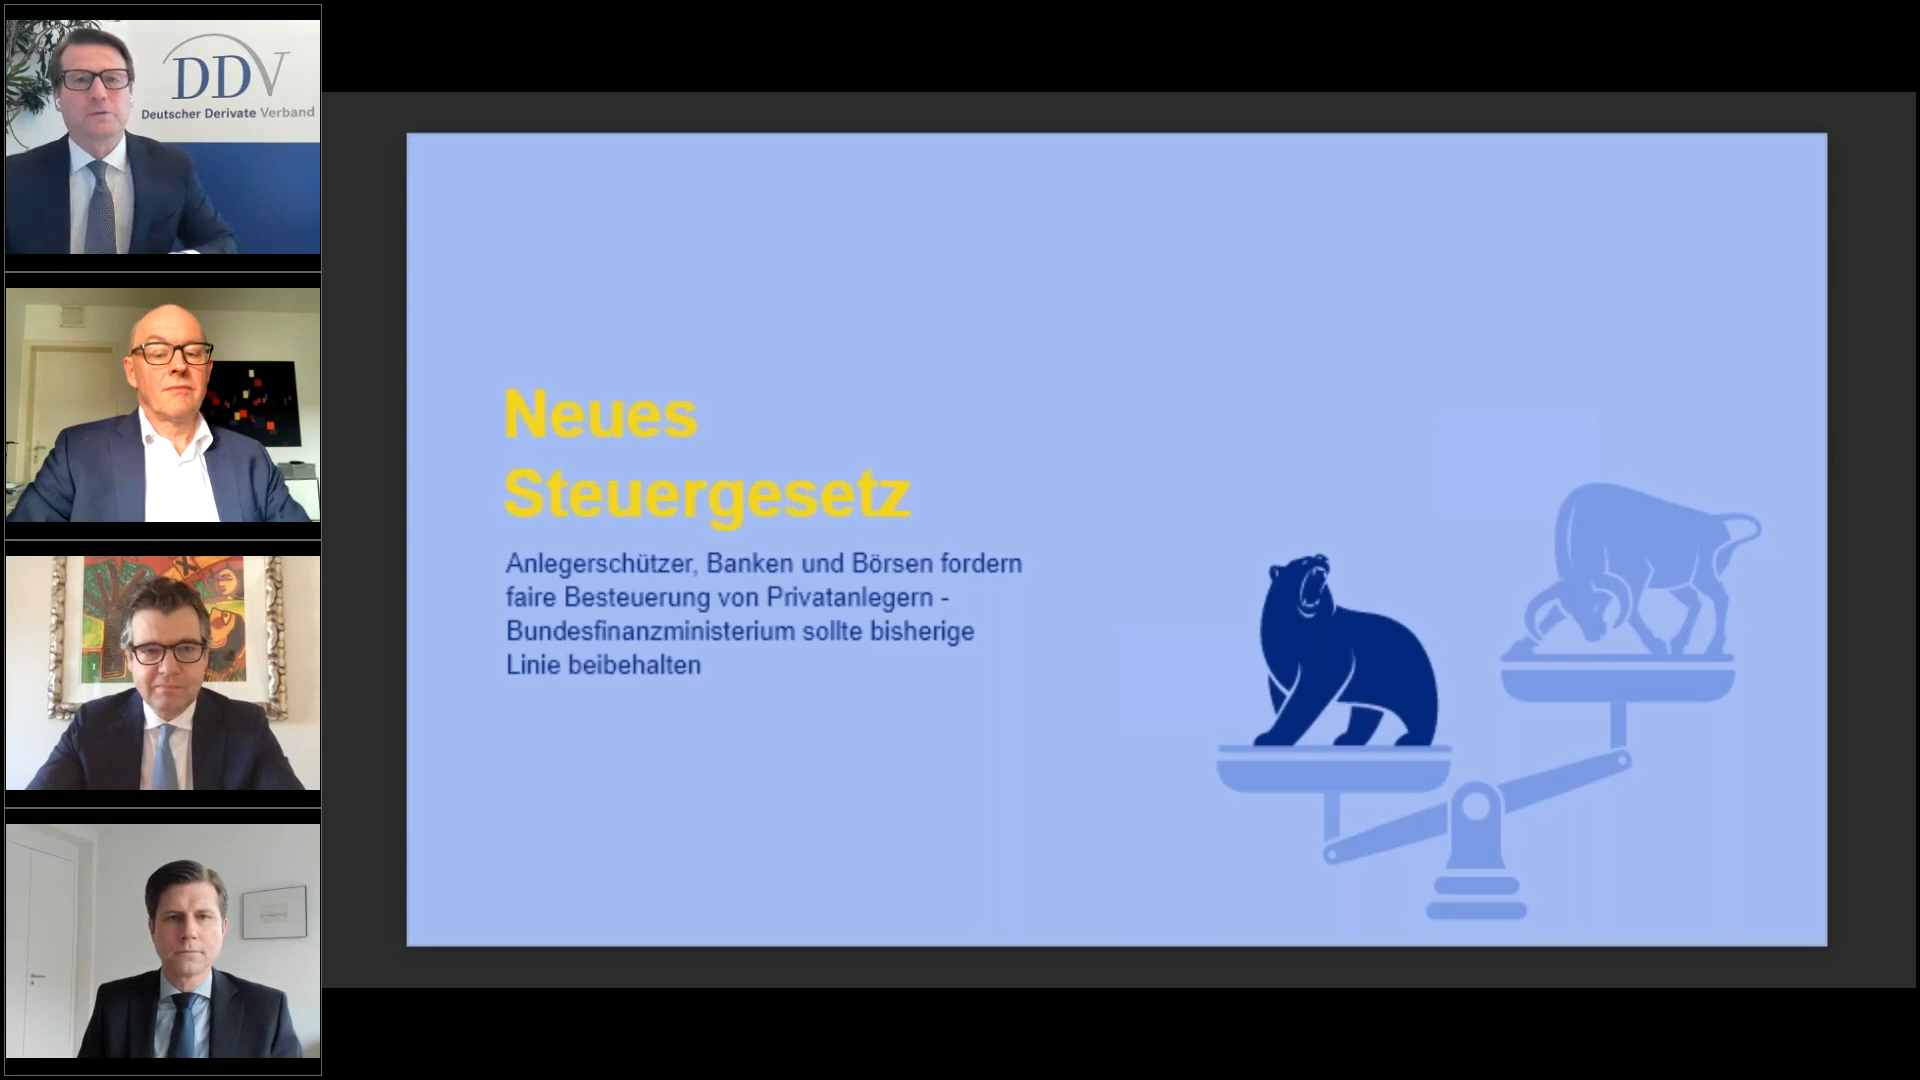 DDV
Deutscher Derivate Verband
Neues
Steuergesetz
Anlegerschützer, Banken und Börsen fordern
faire Besteuerung von Privatanlegern -
Bundesfinanzministerium sollte bisherige
Linie beibehalten